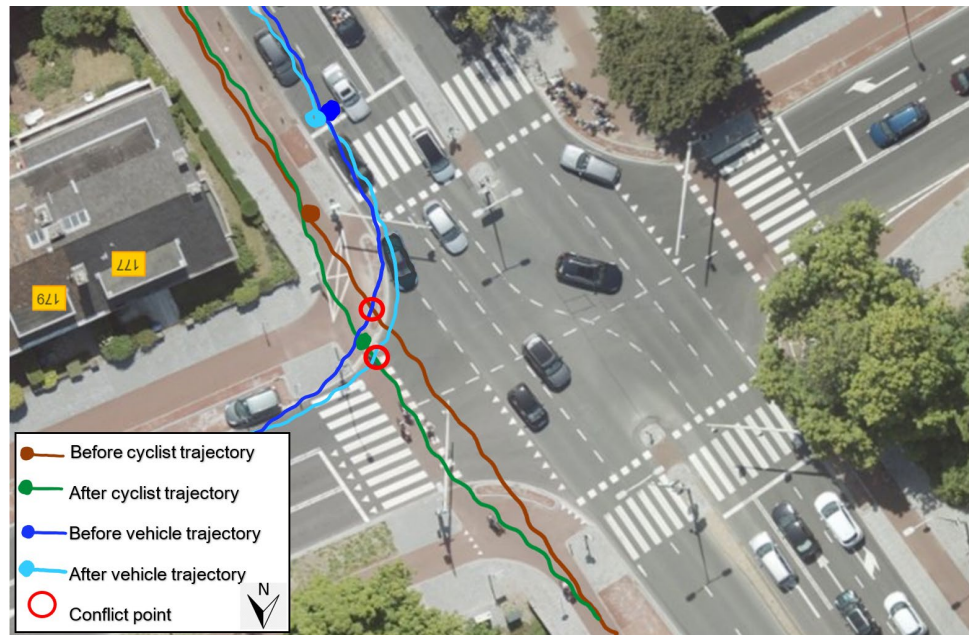 177
179
Before cyclist trajectory
After cyclist trajectory
Before vehicle trajectory
After vehicle trajectory
Conflict point
N